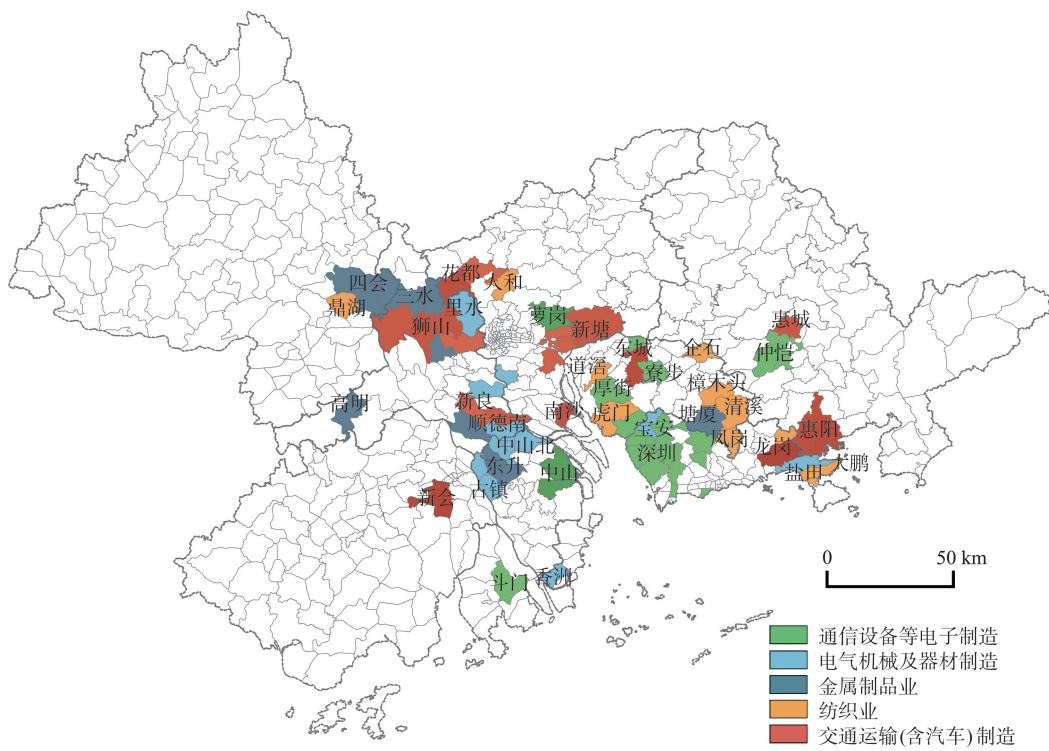 花都
人和
四会
三水
里水
鼎湖
狮山
萝岗
新塘
惠城
东城
企石
仲恺
道滘
寮步
樟木头
厚街
高明
新良
南沙
虎门
塘厦
清溪
惠阳
顺德南
宝安
凤岗
龙岗
中山北
深圳
大鹏
东升
中山
盐田
古镇
新会
斗门
香洲
0 50 km
通信设备等电子制造
电气机械及器材制造
金属制品业
纺织业
交通运输(含汽车)制造